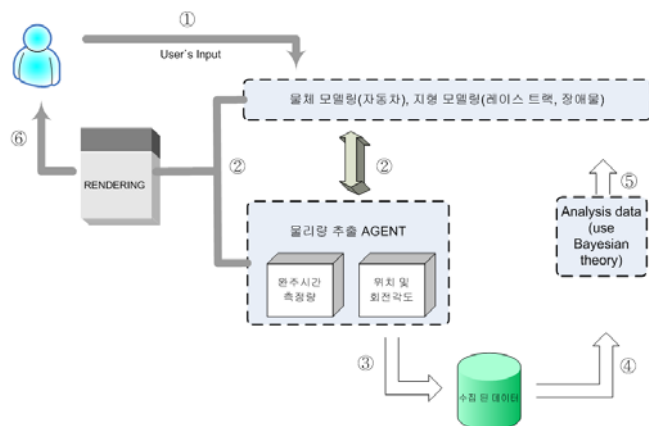 ①
User's Input
물체 모델링(자동차), 지형 모델링(레이스 트랙, 장애물)
⑥
RENDERING
②
②
⑤
물리량 추출 AGENT
완주시간
측정량
위치 및
회전각도
Analysis data
(use
Bayesian
theory)
③
수집 된 데이터
④